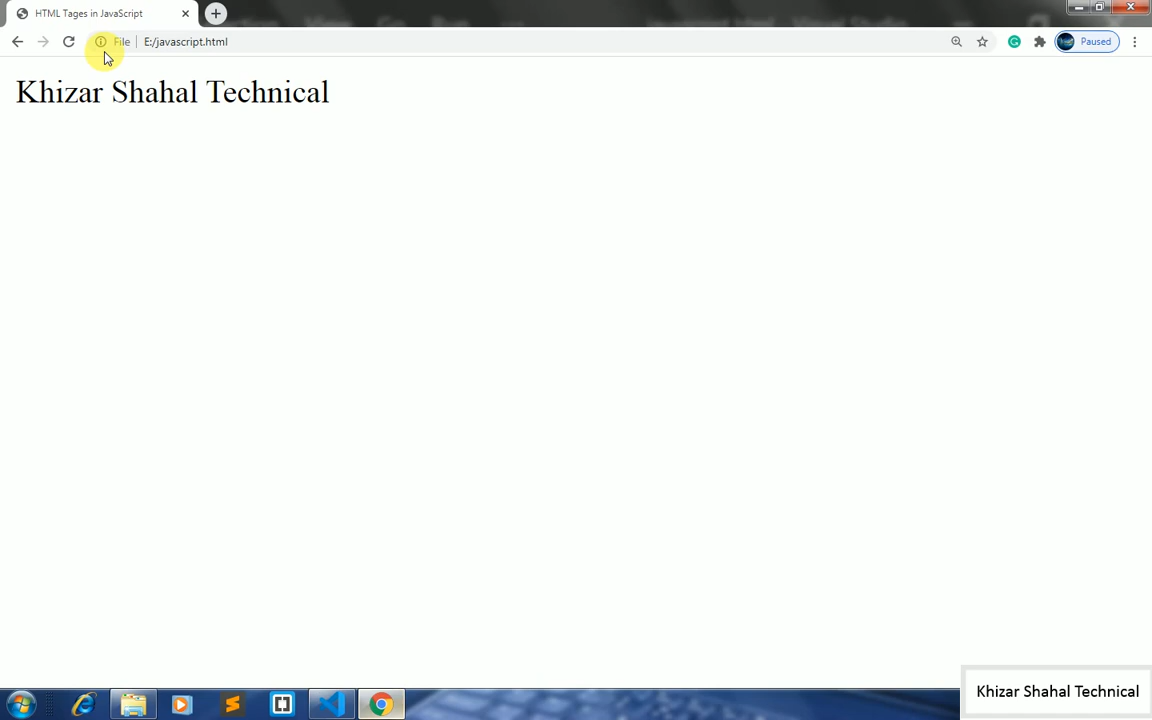 HTML Tages in JavaScript
File
E:/javascript.html
Paused
Khizar Shahal Technical
Khizar Shahal Technical